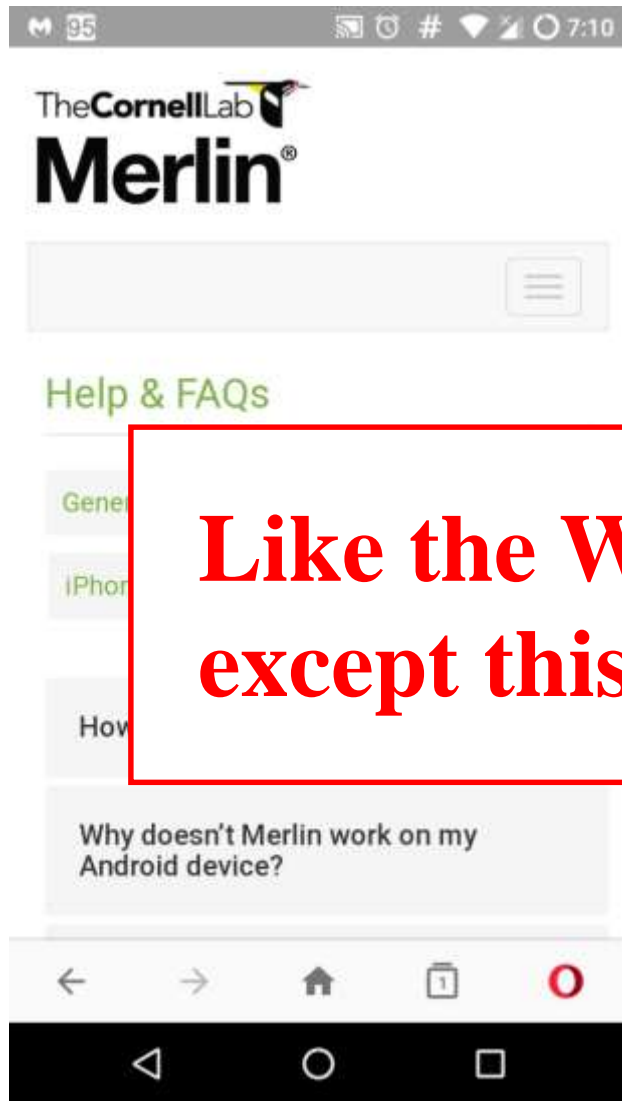 95 # 7:10
TheCornellLab
Merlin®
Help & FAQs
Like the
except this
Why doesn't Merlin work on my
Android device?
1